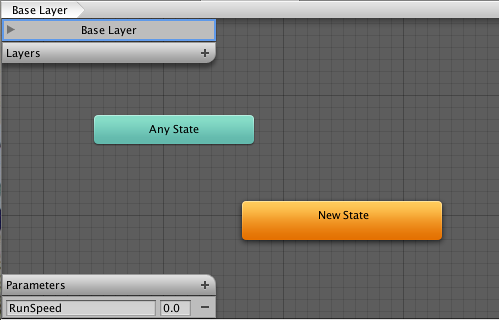 Base Layer
Base Layer
Layers +
Any State
New State
Parameters +
RunSpeed 0.0 −